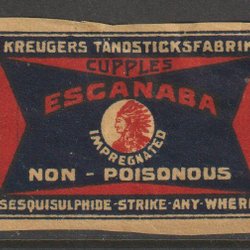 KREUGERS TÄNDSTICKSFABRIK
CUPPLES
ESCANABA
IMPREGNATED
NON - POISONOUS
SESQUISULPHIDE-STRIKE-ANY-WHERE